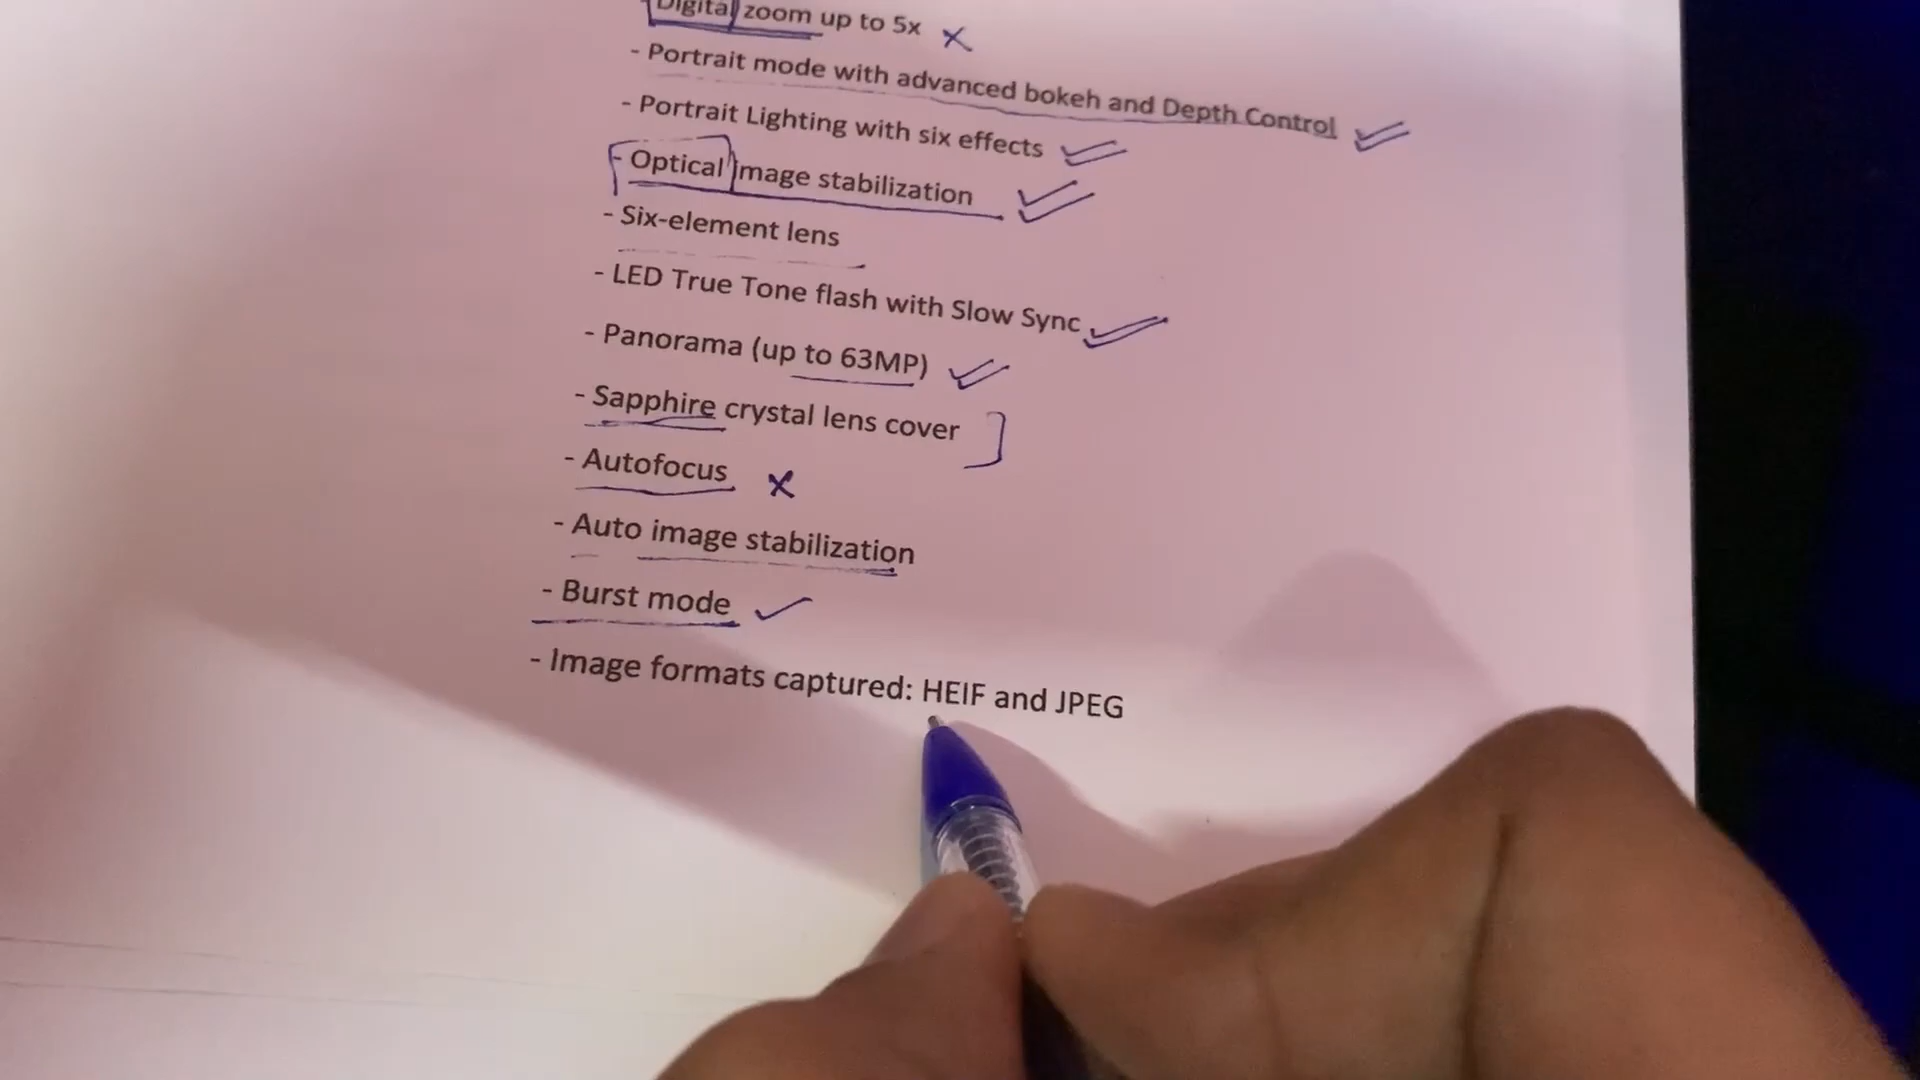 - Digital zoom up to 5x
- Portrait mode with advanced bokeh and Depth Control
- Portrait Lighting with six effects
- Optical image stabilization
- Six-element lens
- LED True Tone flash with Slow Sync
- Panorama (up to 63MP)
- Sapphire crystal lens cover
- Autofocus
- Auto image stabilization
- Burst mode
- Image formats captured: HEIF and JPEG